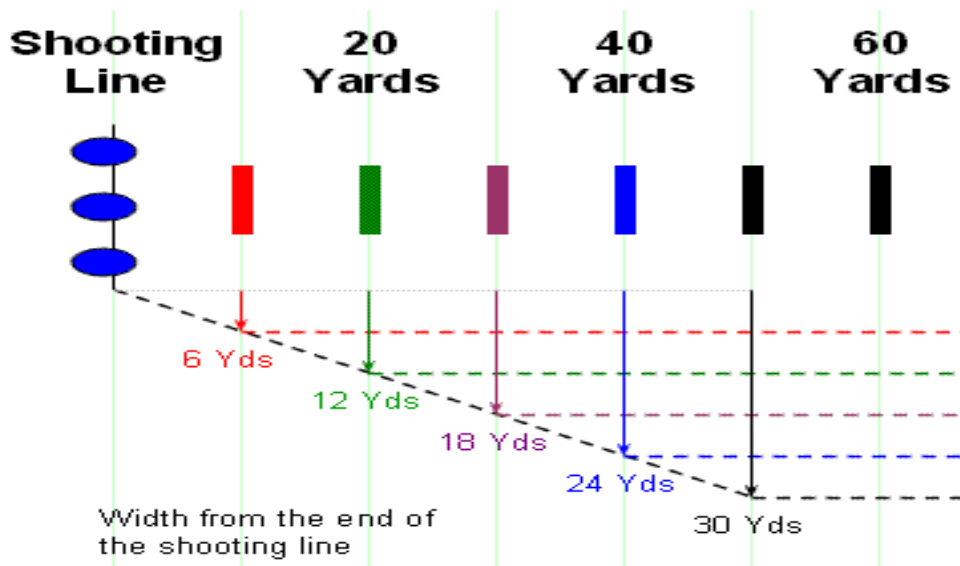 Shooting
Line
20
Yards
40
Yards
60
Yards
6 Yds
12 Yds
18 Yds
24 Yds
30 Yds
Width from the end of
the shooting line